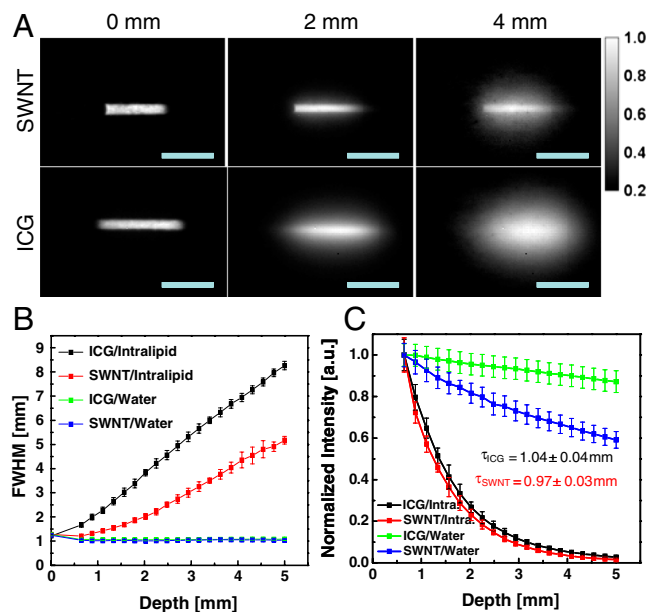 A
0 mm
2 mm
4 mm
SWNT
ICG
1.0
0.8
0.6
0.4
0.2
B
FWHM [mm]
9
8
7
6
5
4
3
2
1
0
ICG/Intralipid
SWNT/Intralipid
ICG/Water
SWNT/Water
0 1 2 3 4 5
Depth [mm]
C
Normalized Intensity [a.u.]
1.0
0.8
0.6
0.4
0.2
0.0
τICG = 1.04± 0.04mm
τSWNT = 0.97± 0.03mm
ICG/Intra.
SWNT/Intra.
ICG/Water
SWNT/Water
0 1 2 3 4 5
Depth [mm]